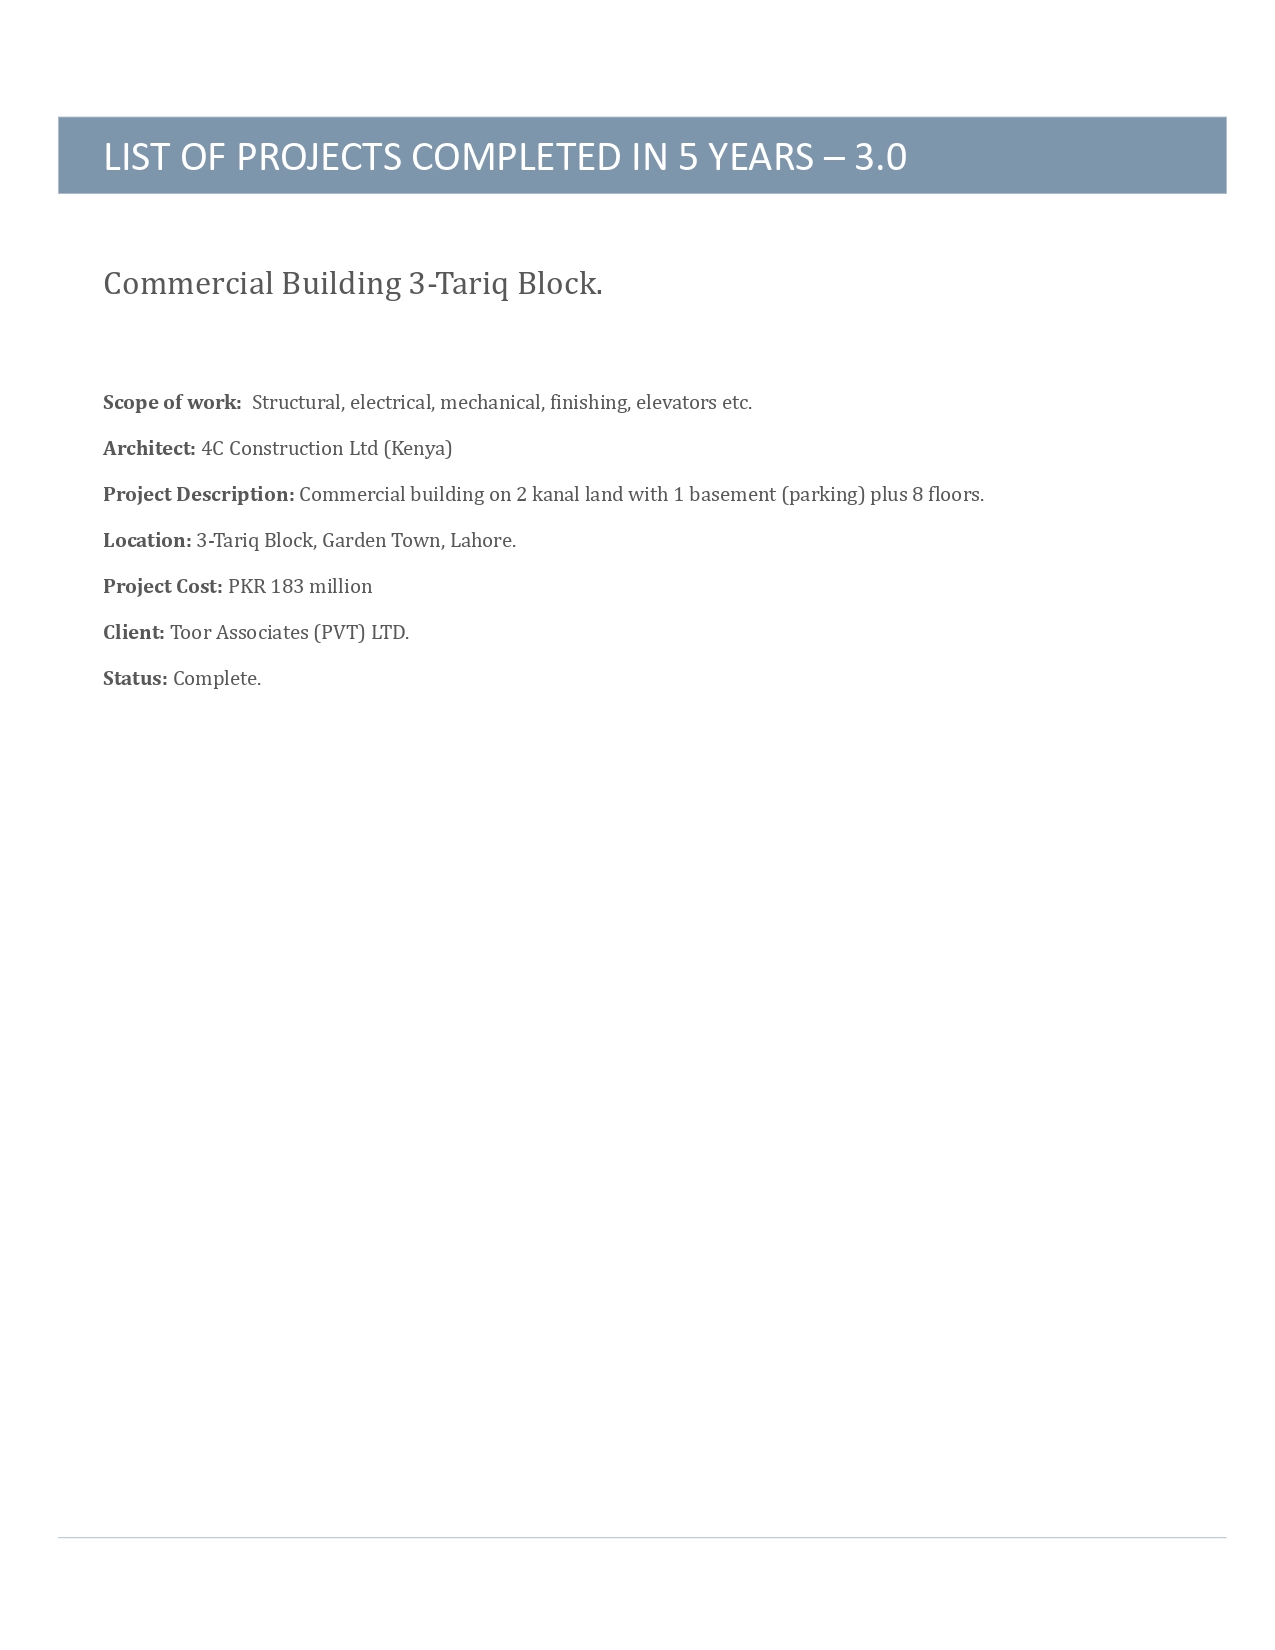 LIST OF PROJECTS COMPLETED IN 5 YEARS – 3.0
Commercial Building 3-Tariq Block.
Scope of work:  Structural, electrical, mechanical, finishing, elevators etc.
Architect: 4C Construction Ltd (Kenya)
Project Description: Commercial building on 2 kanal land with 1 basement (parking) plus 8 floors.
Location: 3-Tariq Block, Garden Town, Lahore.
Project Cost: PKR 183 million
Client: Toor Associates (PVT) LTD.
Status: Complete.